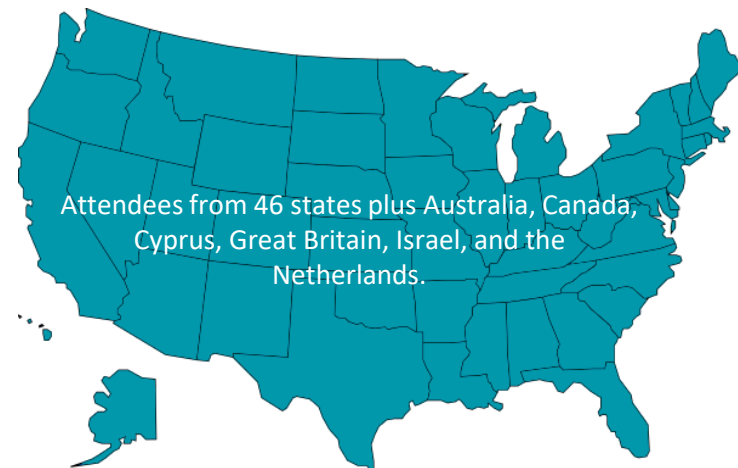 Attendees from 46 states plus Australia, Canada,
Cyprus, Great Britain, Israel, and the
Netherlands.